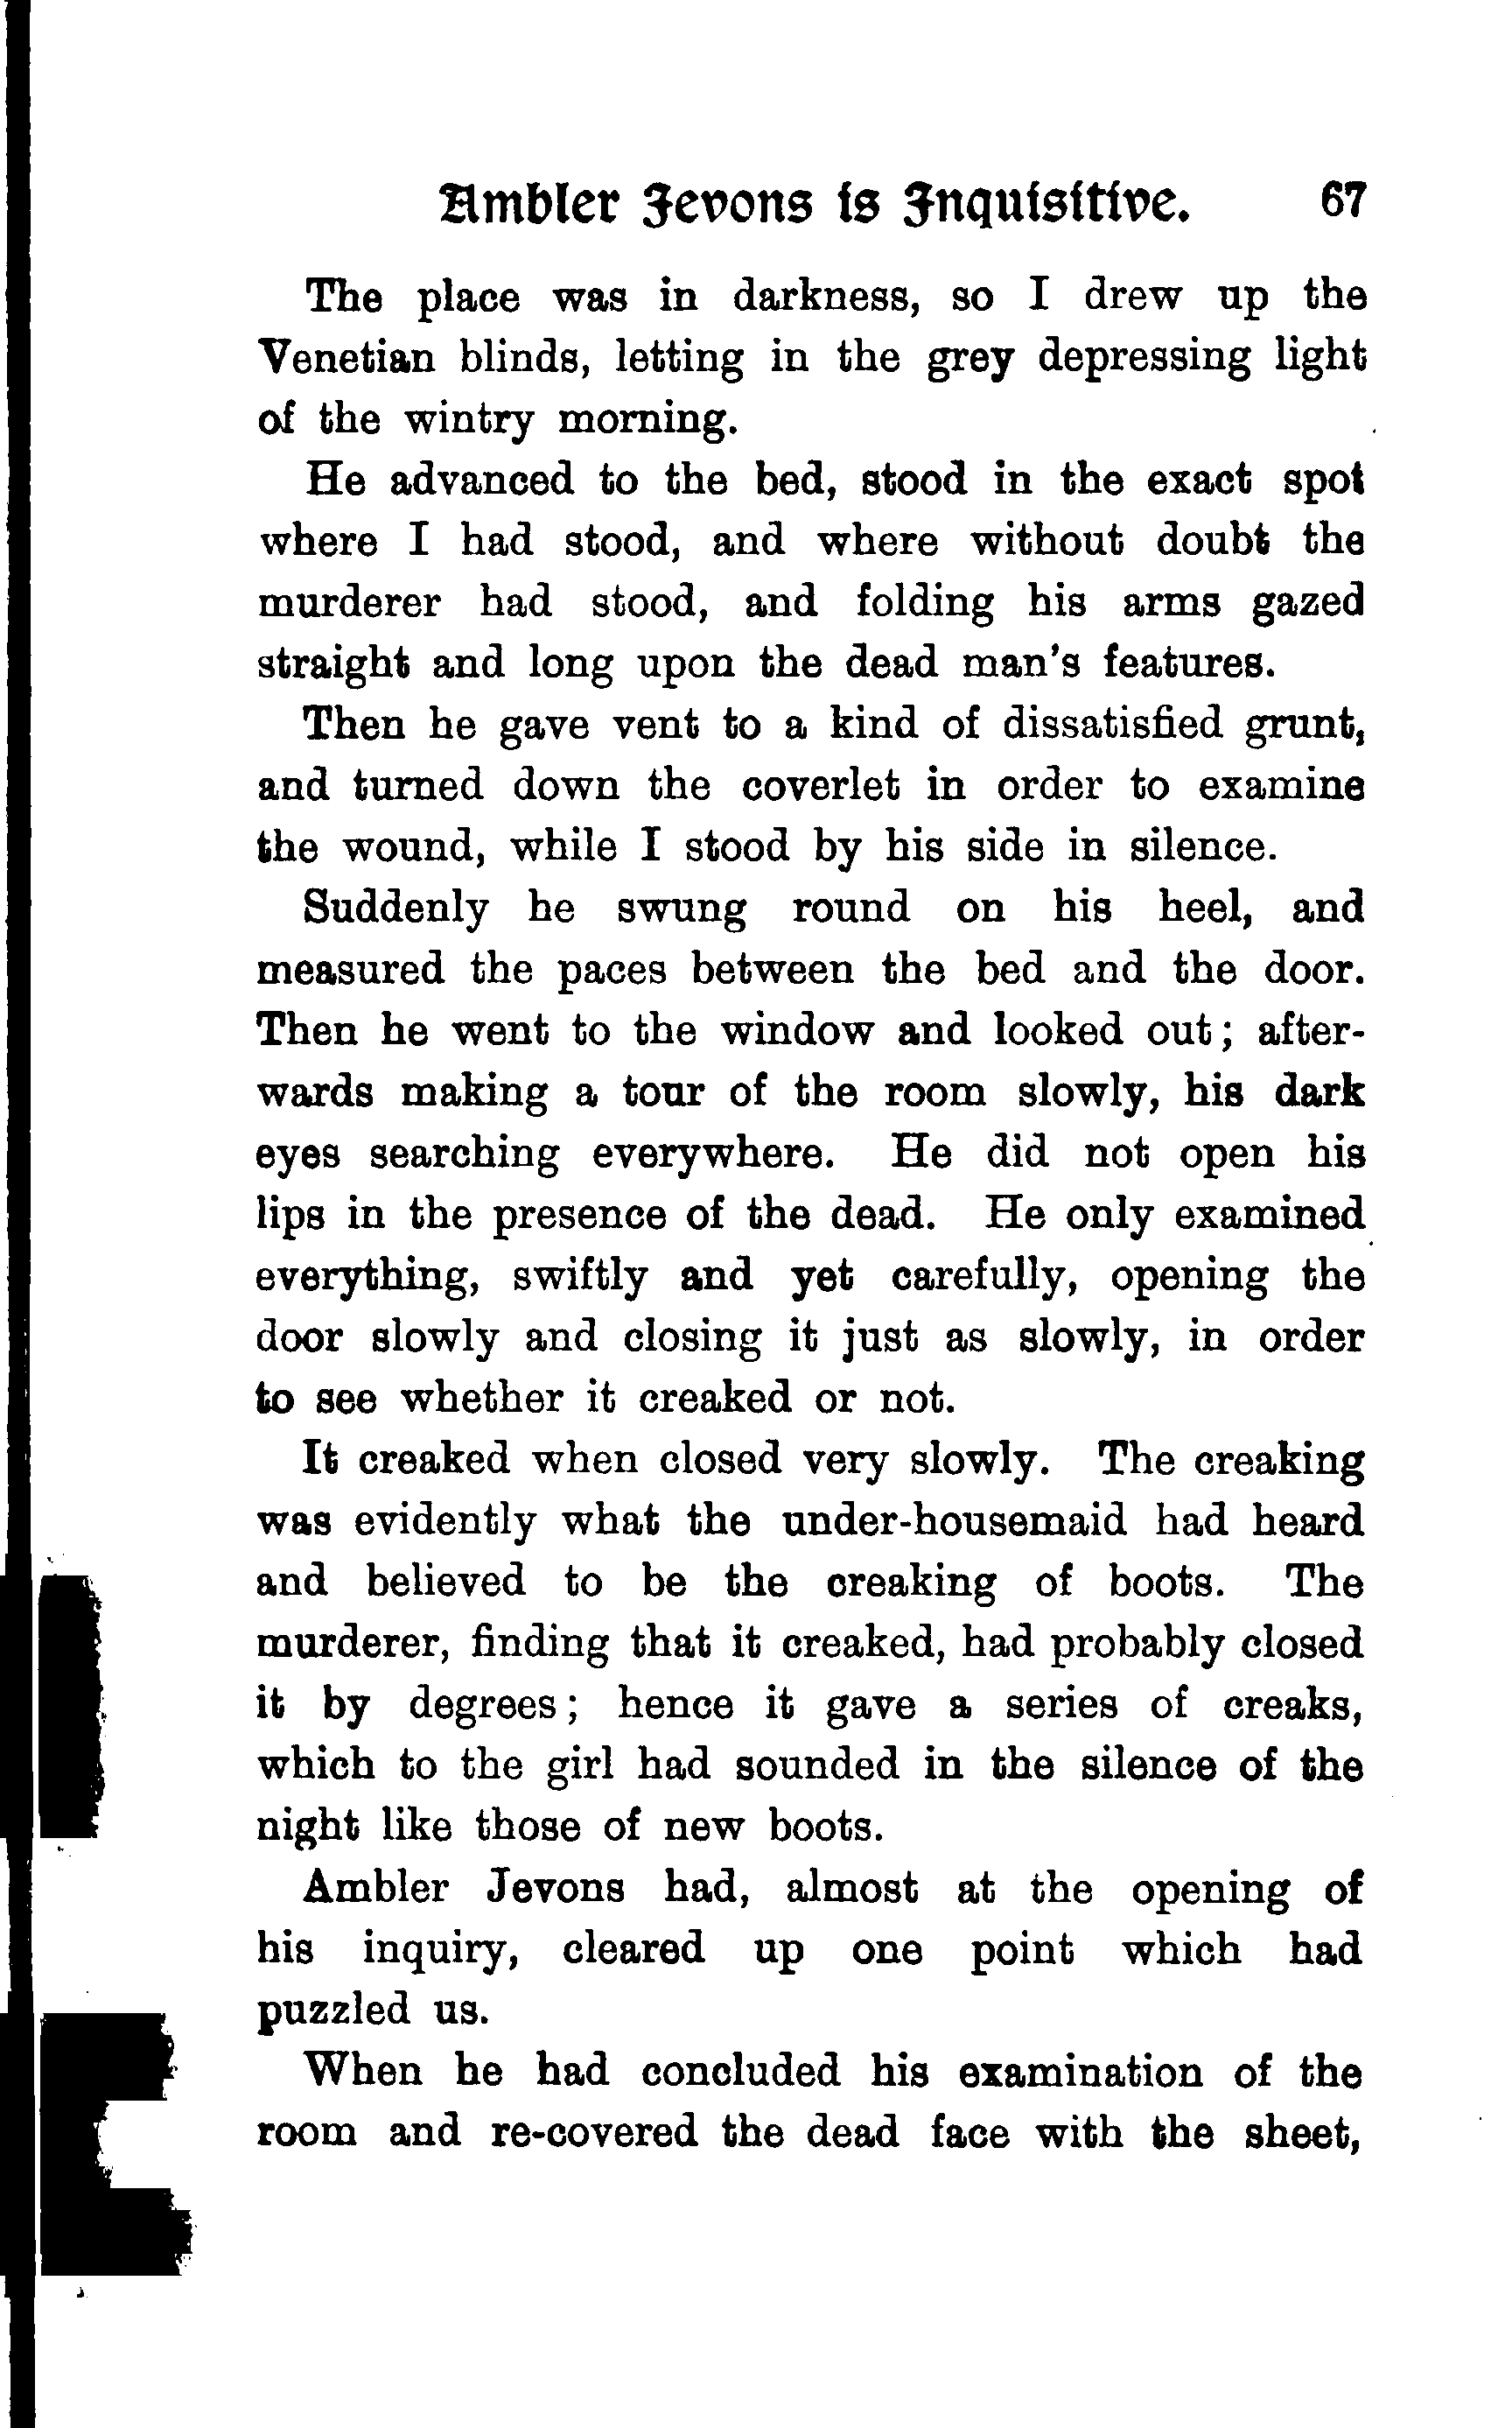 Ambler Jevons is Inquisitive. 67
The place was in darkness, so I drew up the
Venetian blinds, letting in the grey depressing light
of the wintry morning.
He advanced to the bed, stood in the exact spot
where I had stood, and where without doubt the
murderer had stood, and folding his arms gazed
straight and long upon the dead man's features.
Then he gave vent to a kind of dissatisfied grunt,
and turned down the coverlet in order to examine
the wound, while I stood by his side in silence.
Suddenly he swung round on his heel, and
measured the paces between the bed and the door.
Then he went to the window and looked out; after-
wards making a tour of the room slowly, his dark
eyes searching everywhere. He did not open his
lips in the presence of the dead. He only examined
everything, swiftly and yet carefully, opening the
door slowly and closing it just as slowly, in order
to see whether it creaked or not.
It creaked when closed very slowly. The creaking
was evidently what the under-housemaid had heard
and believed to be the creaking of boots. The
murderer, finding that it creaked, had probably closed
it by degrees; hence it gave a series of creaks,
which to the girl had sounded in the silence of the
night like those of new boots.
Ambler Jevons had, almost at the opening of
his inquiry, cleared up one point which had
puzzled us.
When he had concluded his examination of the
room and re-covered the dead face with the sheet,